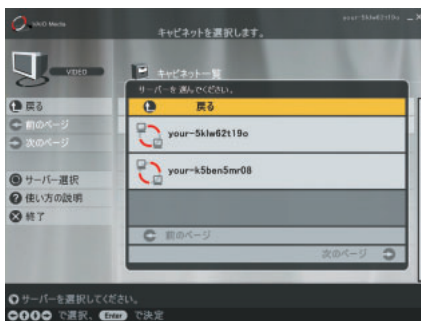 VAIO Media
キャビネットを選択します。
VIDEO
キャビネット一覧
サーバーを選んでください。
戻る
戻る
前のページ
次のページ
your-5klw62t19o
your-k5ben5mr08
サーバー選択
使い方の説明
終了
前のページ
次のページ
サーバーを選択してください。
で選択、 Enter で決定